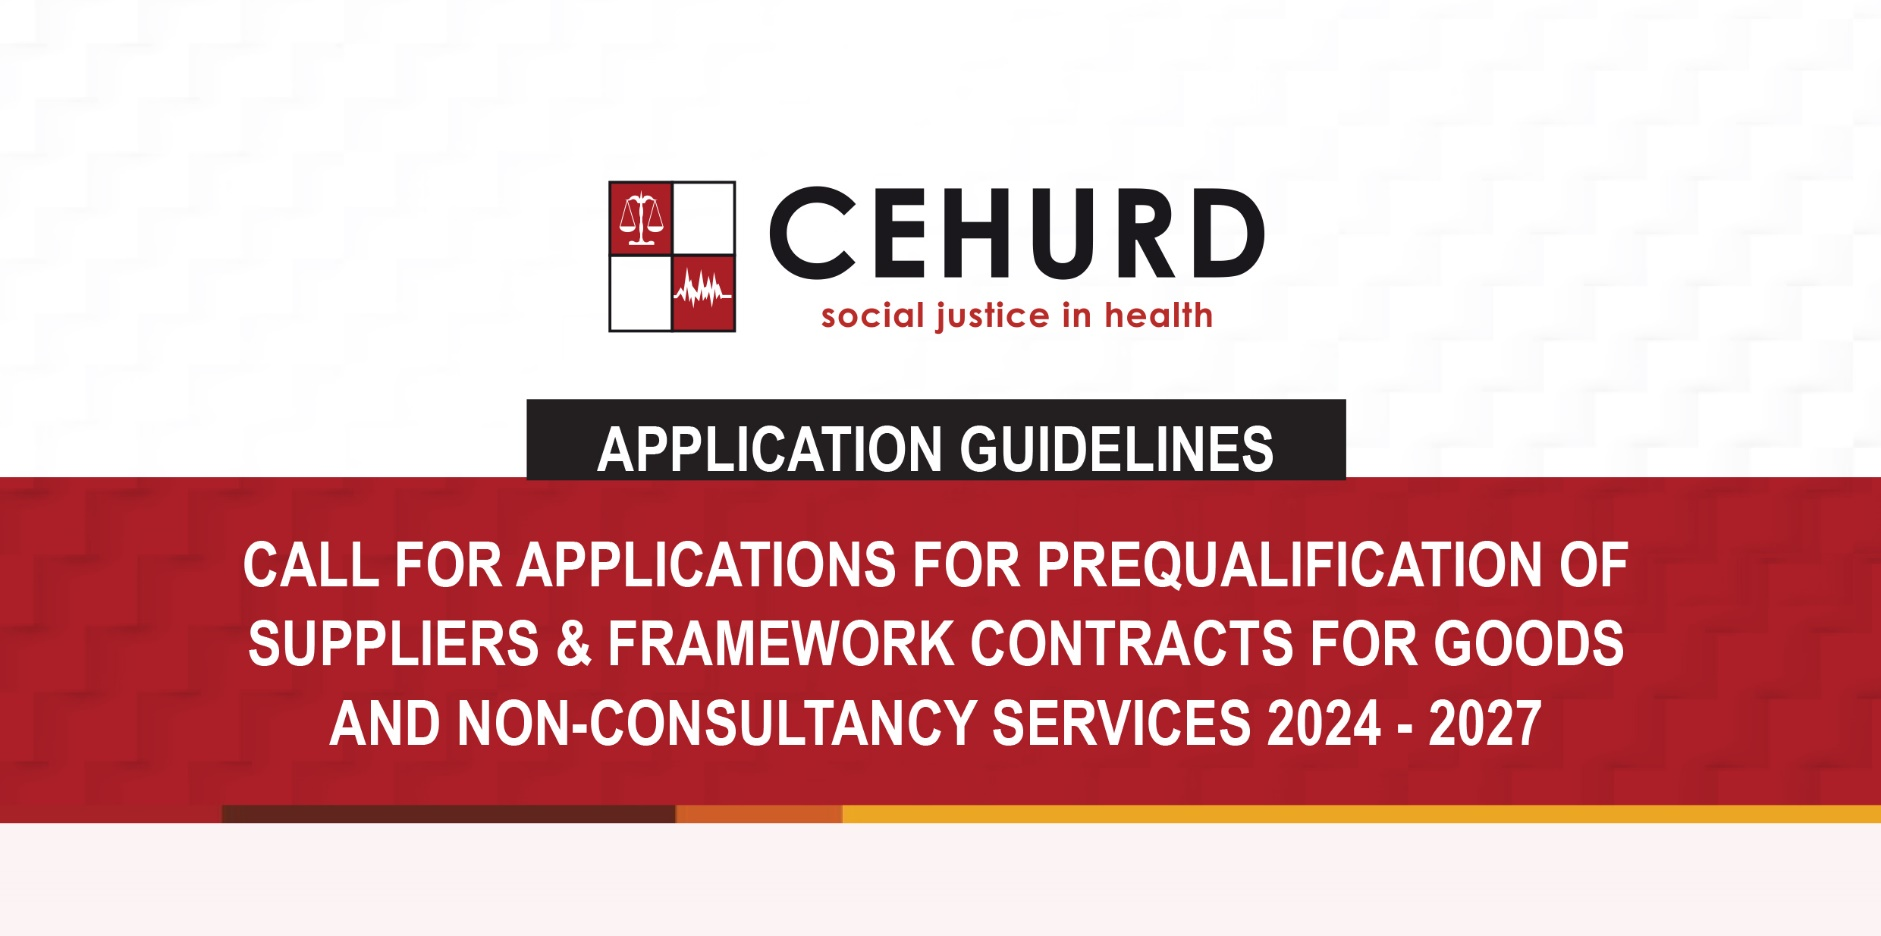 CEHURD
social justice in health
APPLICATION GUIDELINES
CALL FOR APPLICATIONS FOR PREQUALIFICATION OF
SUPPLIERS & FRAMEWORK CONTRACTS FOR GOODS
AND NON-CONSULTANCY SERVICES 2024 - 2027